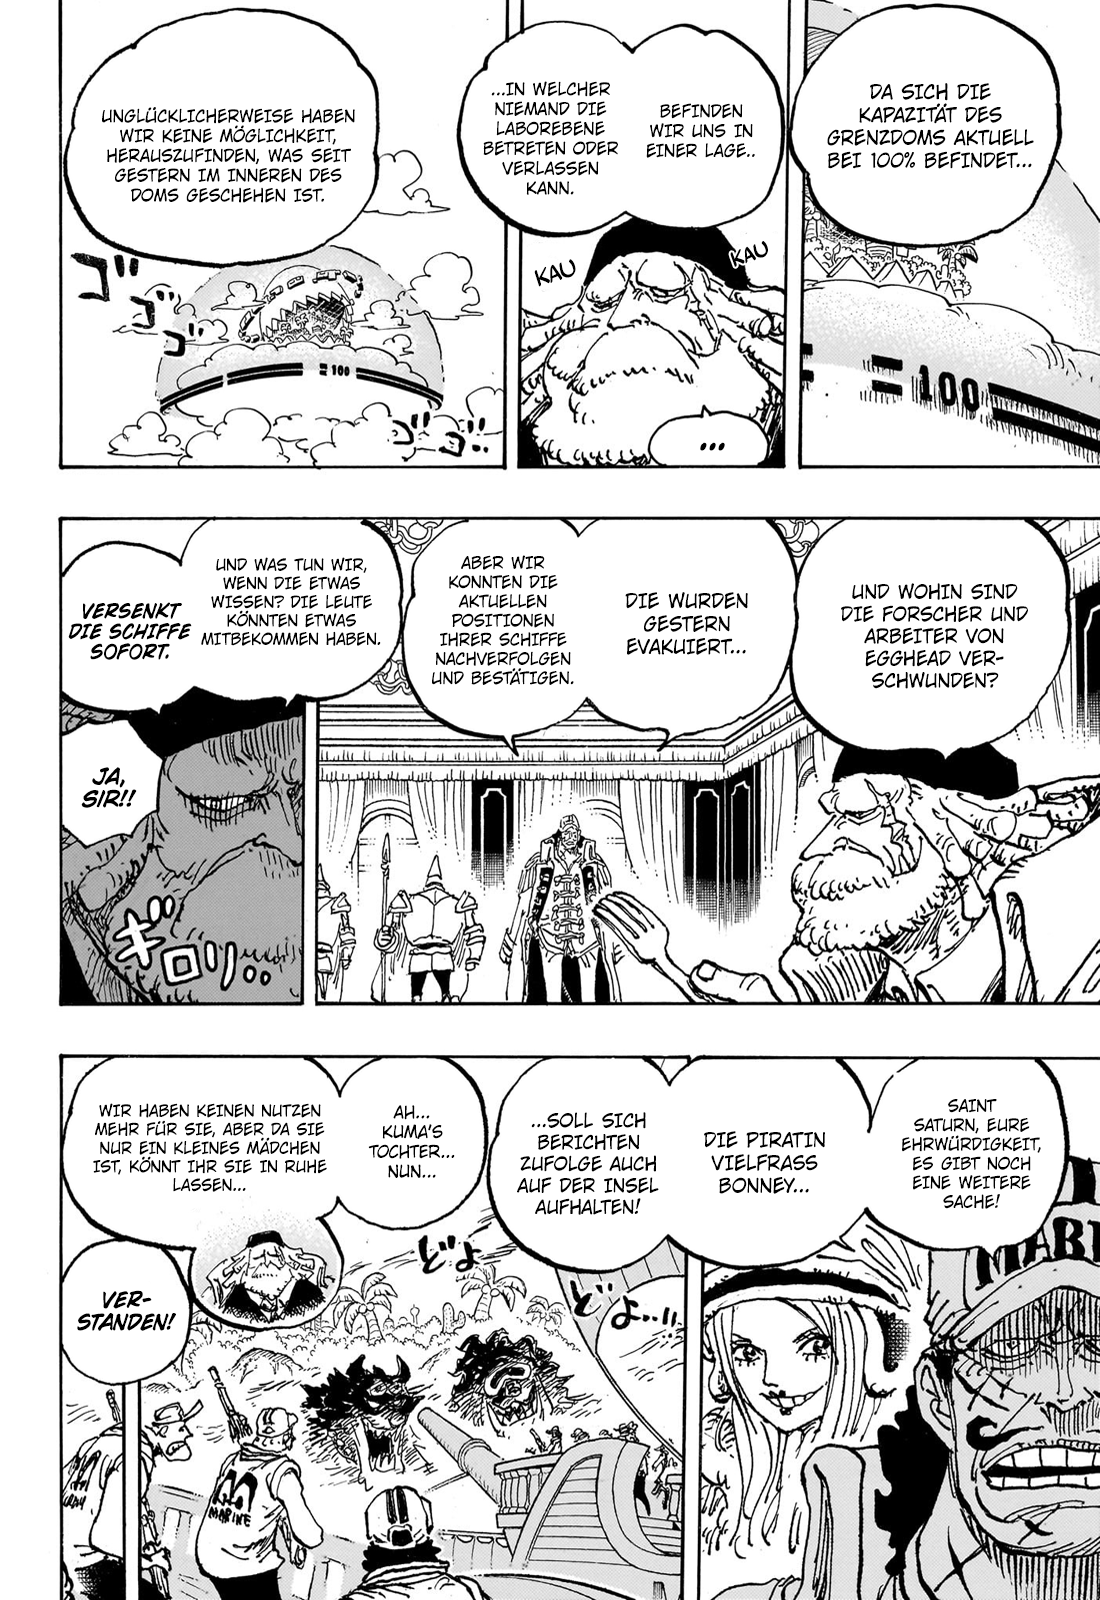 DA SICH DIE
KAPAZITÄT DES
GRENZDOMS AKTUELL
BEI 100% BEFINDET...
100
BEFINDEN
WIR UNS IN
EINER LAGE..
...IN WELCHER
NIEMAND DIE
LABOREBENE
BETRETEN ODER
VERLASSEN
KANN.
KAU
KAU
...
UNGLÜCKLICHERWEISE HABEN
WIR KEINE MÖGLICHKEIT,
HERAUSZUFINDEN, WAS SEIT
GESTERN IM INNEREN DES
DOMS GESCHEHEN IST.
100
ゴゴゴゴ
UND WOHIN SIND
DIE FORSCHER UND
ARBEITER VON
EGGHEAD VER-
SCHWUNDEN?
DIE WURDEN
GESTERN
EVAKUIERT...
ABER WIR
KONNTEN DIE
AKTUELLEN
POSITIONEN
IHRER SCHIFFE
NACHVERFOLGEN
UND BESTÄTIGEN.
UND WAS TUN WIR,
WENN DIE ETWAS
WISSEN? DIE LEUTE
KÖNNTEN ETWAS
MITBEKOMMEN HABEN.
VERSENKT
DIE SCHIFFE
SOFORT.
JA,
SIR!!
ギロリ..
SAINT
SATURN, EURE
EHRWÜRDIGKEIT,
ES GIBT NOCH
EINE WEITERE
SACHE!
DIE PIRATIN
VIELFRASS
BONNEY...
...SOLL SICH
BERICHTEN
ZUFOLGE AUCH
AUF DER INSEL
AUFHALTEN!
AH...
KUMA'S
TOCHTER...
NUN...
WIR HABEN KEINEN NUTZEN
MEHR FÜR SIE, ABER DA SIE
NUR EIN KLEINES MÄDCHEN
IST, KÖNNT IHR SIE IN RUHE
LASSEN...
VER-
STANDEN!
どよ
どよ..!!
MARI
MARINE